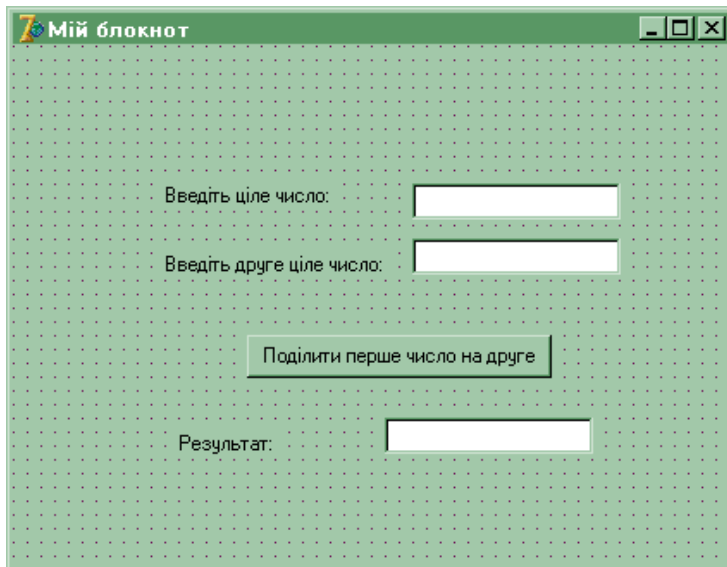 Мій блокнот
Введіть ціле число:
Введіть друге ціле число:
Поділити перше число на друге
Результат: